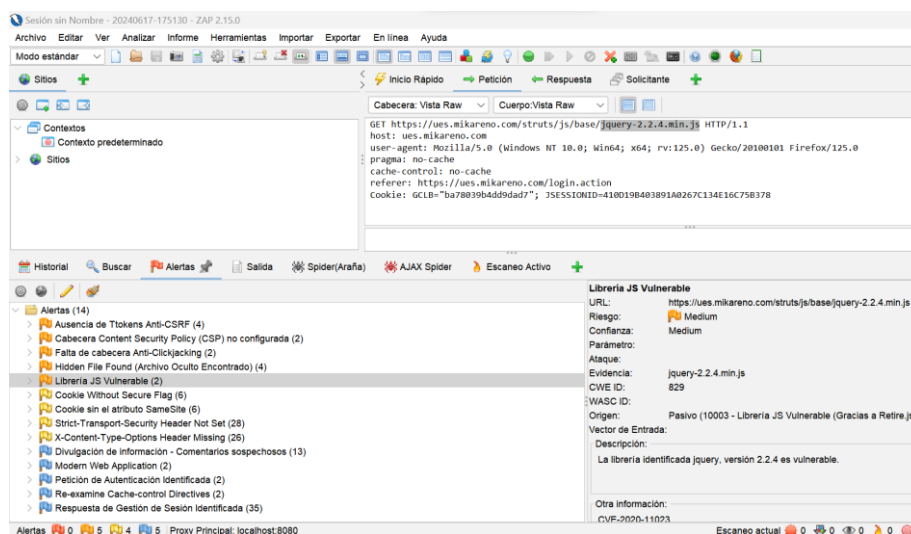 Sesión sin Nombre - 20240617-175130 - ZAP 2.15.0
Archivo Editar Ver Analizar Informe Herramientas Importar Exportar En línea Ayuda
Modo estándar
Sitios
Inicio Rápido Petición Respuesta Solicitante
Cabecera: Vista Raw Cuerpo:Vista Raw
Contextos
Contexto predeterminado
Sitios
GET https://ues.mikareno.com/struts/js/base/jquery-2.2.4.min.js HTTP/1.1
host: ues.mikareno.com
user-agent: Mozilla/5.0 (Windows NT 10.0; Win64; x64; rv:125.0) Gecko/20100101 Firefox/125.0
pragma: no-cache
cache-control: no-cache
referer: https://ues.mikareno.com/login.action
Cookie: GCLB="ba78039b4dd9dad7"; JSESSIONID=410D19B403891A0267C134E16C75B378
Historial Buscar Alertas Salida Spider(Araña) AJAX Spider Escaneo Activo
Alertas (14)
Ausencia de Ttokens Anti-CSRF (4)
Cabecera Content Security Policy (CSP) no configurada (2)
Falta de cabecera Anti-Clickjacking (2)
Hidden File Found (Archivo Oculto Encontrado) (4)
Librería JS Vulnerable (2)
Cookie Without Secure Flag (6)
Cookie sin el atributo SameSite (6)
Strict-Transport-Security Header Not Set (28)
X-Content-Type-Options Header Missing (26)
Divulgación de información - Comentarios sospechosos (13)
Modern Web Application (2)
Petición de Autenticación Identificada (2)
Re-examine Cache-control Directives (2)
Respuesta de Gestión de Sesión Identificada (35)
Librería JS Vulnerable
URL: https://ues.mikareno.com/struts/js/base/jquery-2.2.4.min.js
Riesgo: Medium
Confianza: Medium
Parámetro:
Ataque:
Evidencia: jquery-2.2.4.min.js
CWE ID: 829
WASC ID:
Origen: Pasivo (10003 - Librería JS Vulnerable (Gracias a Retire.js
Vector de Entrada:
Descripción:
La librería identificada jquery, versión 2.2.4 es vulnerable.
Otra información:
CVE-2020-11023
Alertas 0 5 4 5 Proxy Principal: localhost:8080
Escaneo actual 0 0 0 0